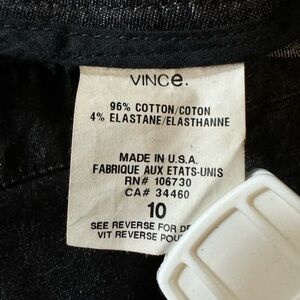 VINCe.
96% COTTON/COTON
4% ELASTANE/ELASTHANNE
MADE IN U.S.A.
FABRIQUE AUX ETATS-UNIS
RN# 106730
CA# 34460
10
SEE REVERSE FOR
VIT REVERSE